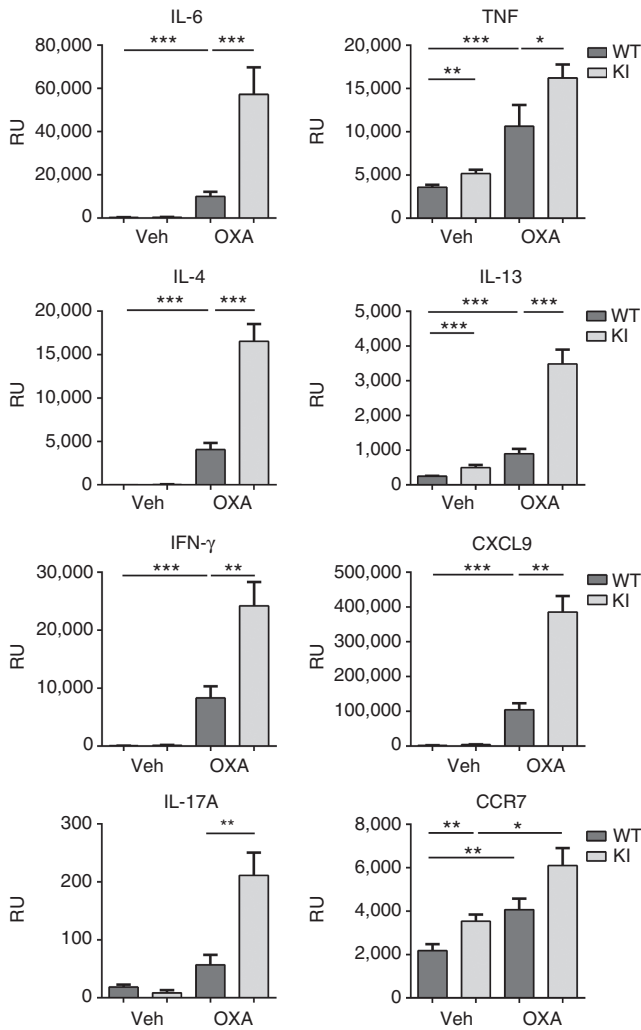 IL-6
80,000
60,000
40,000
20,000
0
RU
*** ***
Veh OXA
TNF
20,000
15,000
10,000
5,000
0
RU
*** *
**
Veh OXA
WT
KI
IL-4
20,000
15,000
10,000
5,000
0
RU
*** ***
Veh OXA
IL-13
5,000
4,000
3,000
2,000
1,000
0
RU
*** ***
***
Veh OXA
WT
KI
IFN-γ
30,000
20,000
10,000
0
RU
*** **
Veh OXA
CXCL9
500,000
400,000
300,000
200,000
100,000
0
RU
*** **
Veh OXA
WT
KI
IL-17A
300
200
100
0
RU
**
Veh OXA
CCR7
8,000
6,000
4,000
2,000
0
RU
** *
**
Veh OXA
WT
KI